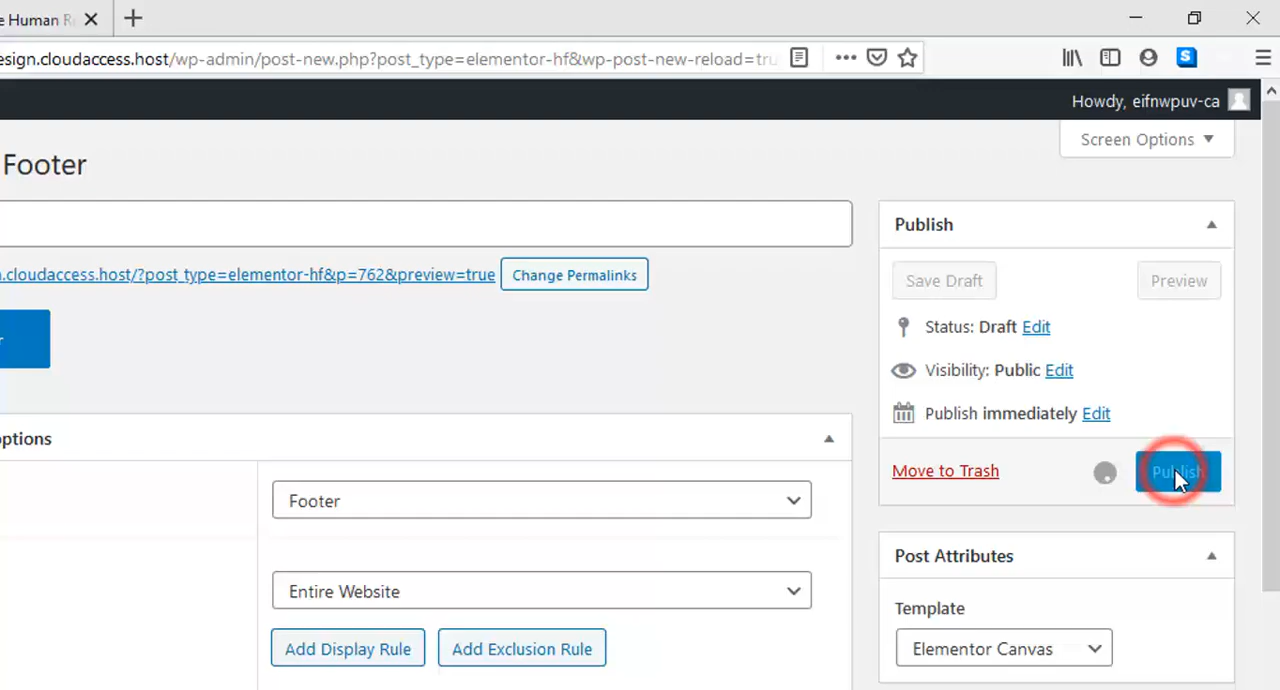 e Human R
esign.cloudaccess.host/wp-admin/post-new.php?post_type=elementor-hf&wp-post-new-reload=tru
S
Howdy, eifnwpuv-ca
Screen Options
Footer
Publish
n.cloudaccess.host/?post_type=elementor-hf&p=762&preview=true
Change Permalinks
Save Draft
Preview
Status: Draft Edit
r
Visibility: Public Edit
Publish immediately Edit
options
Move to Trash
Publish
Footer
Post Attributes
Entire Website
Template
Add Display Rule
Add Exclusion Rule
Elementor Canvas